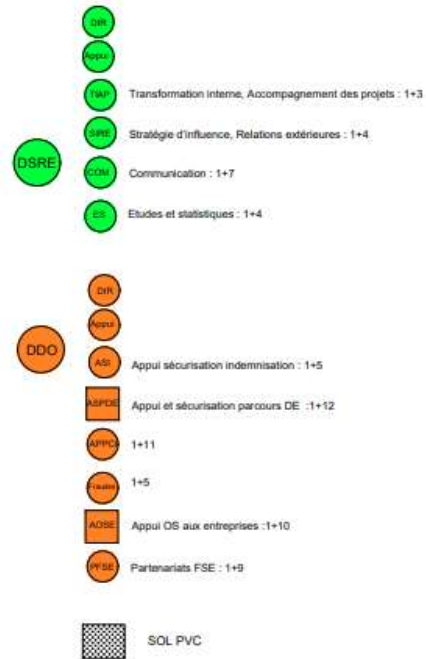 DIR
Appui
TIAP Transformation interne, Accompagnement des projets : 1+3
SIRE Stratégie d'influence, Relations extérieures : 1+4
DSRE
COM Communication : 1+7
ES Etudes et statistiques : 1+4
DIR
Appui
DDO
ASI Appui sécurisation indemnisation : 1+5
ASPDE Appui et sécurisation parcours DE :1+12
APPCI 1+11
Fraudes 1+5
AOSE Appui OS aux entreprises :1+10
PFSE Partenariats FSE : 1+9
SOL PVC